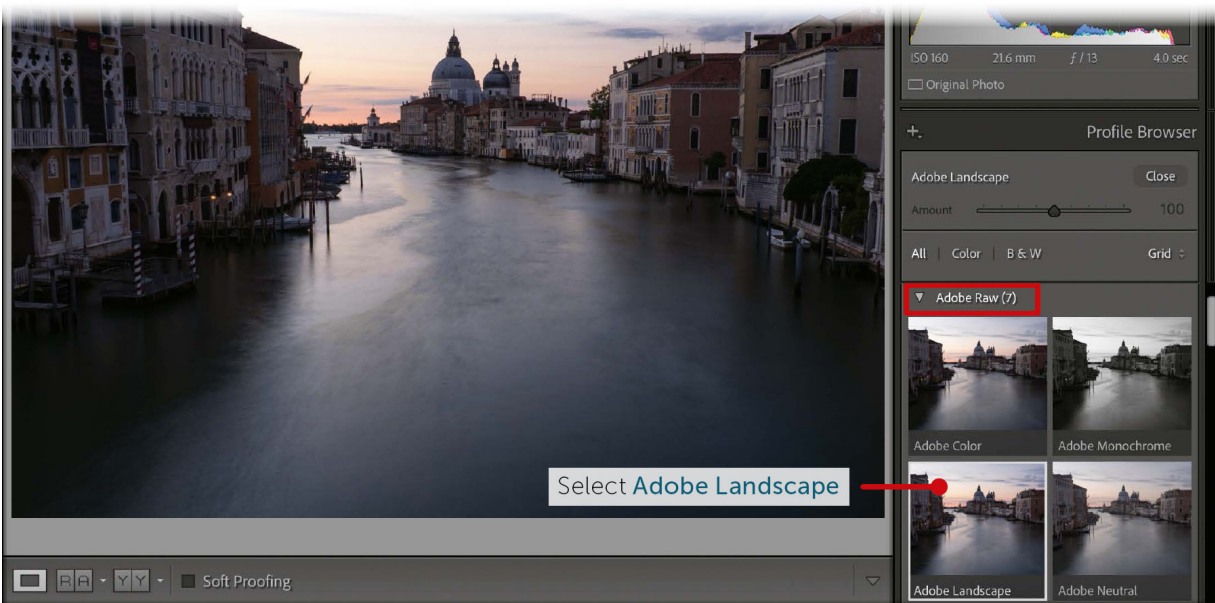 ISO 160 21.6 mm ƒ / 13 4.0 sec
Original Photo
Profile Browser
Adobe Landscape Close
Amount 100
All Color B & W Grid
Adobe Raw (7)
Adobe Color Adobe Monochrome
Select Adobe Landscape
Adobe Landscape Adobe Neutral
R A Y Y Soft Proofing